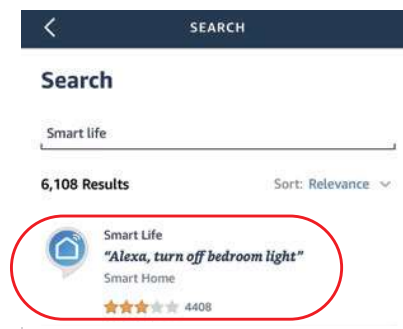 SEARCH
Search
Smart life
6,108 Results Sort: Relevance
Smart Life
"Alexa, turn off bedroom light"
Smart Home
4408